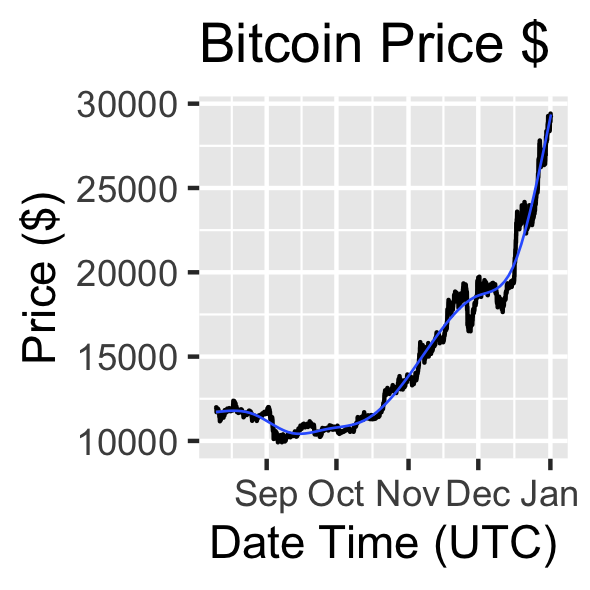 Bitcoin Price $
30000
25000
20000
15000
10000
Price ($)
Sep Oct Nov Dec Jan
Date Time (UTC)